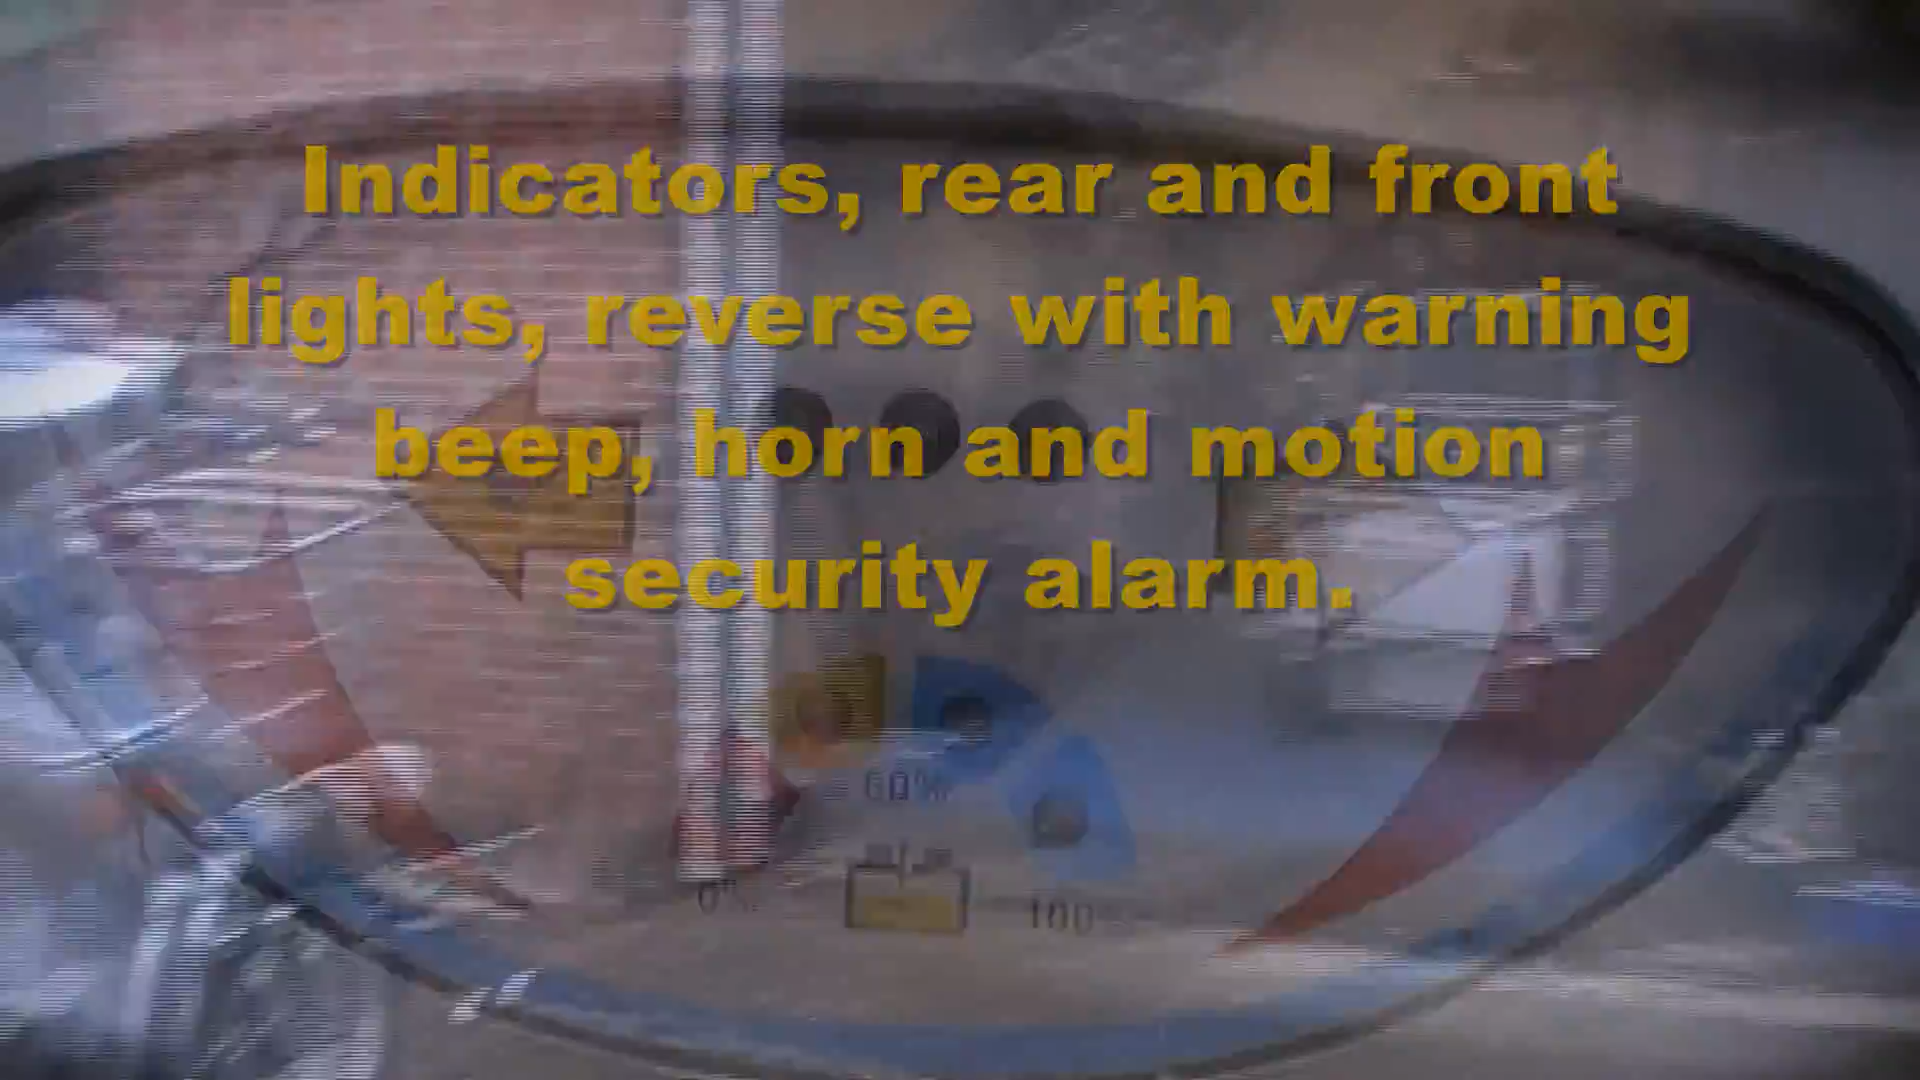 Indicators, rear and front
lights, reverse with warning
beep, horn and motion
security alarm.
60%
0%
100%